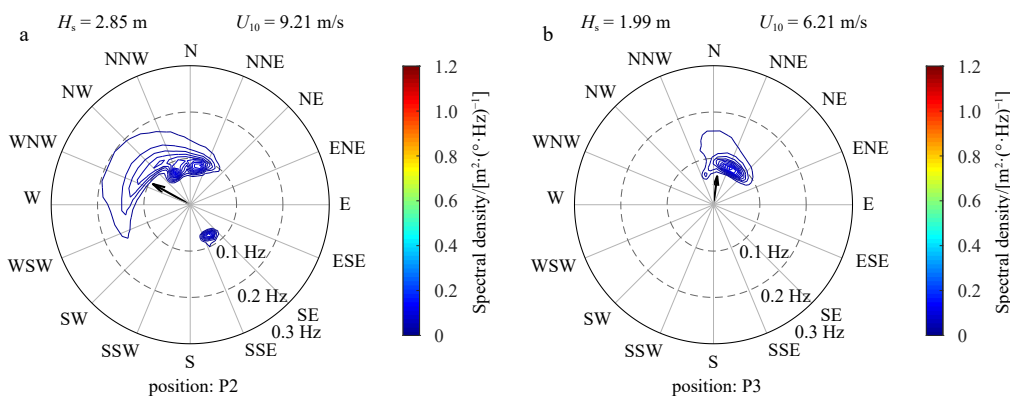 a
Hs = 2.85 m
U10 = 9.21 m/s
N
NNE
NE
ENE
E
ESE
SE
SSE
S
SSW
SW
WSW
W
WNW
NW
NNW
0.1 Hz
0.2 Hz
0.3 Hz
position: P2
1.2
1.0
0.8
0.6
0.4
0.2
0
Spectral density/[m²·(°·Hz)⁻¹]
b
Hs = 1.99 m
U10 = 6.21 m/s
N
NNE
NE
ENE
E
ESE
SE
SSE
S
SSW
SW
WSW
W
WNW
NW
NNW
0.1 Hz
0.2 Hz
0.3 Hz
position: P3
1.2
1.0
0.8
0.6
0.4
0.2
0
Spectral density/[m²·(°·Hz)⁻¹]